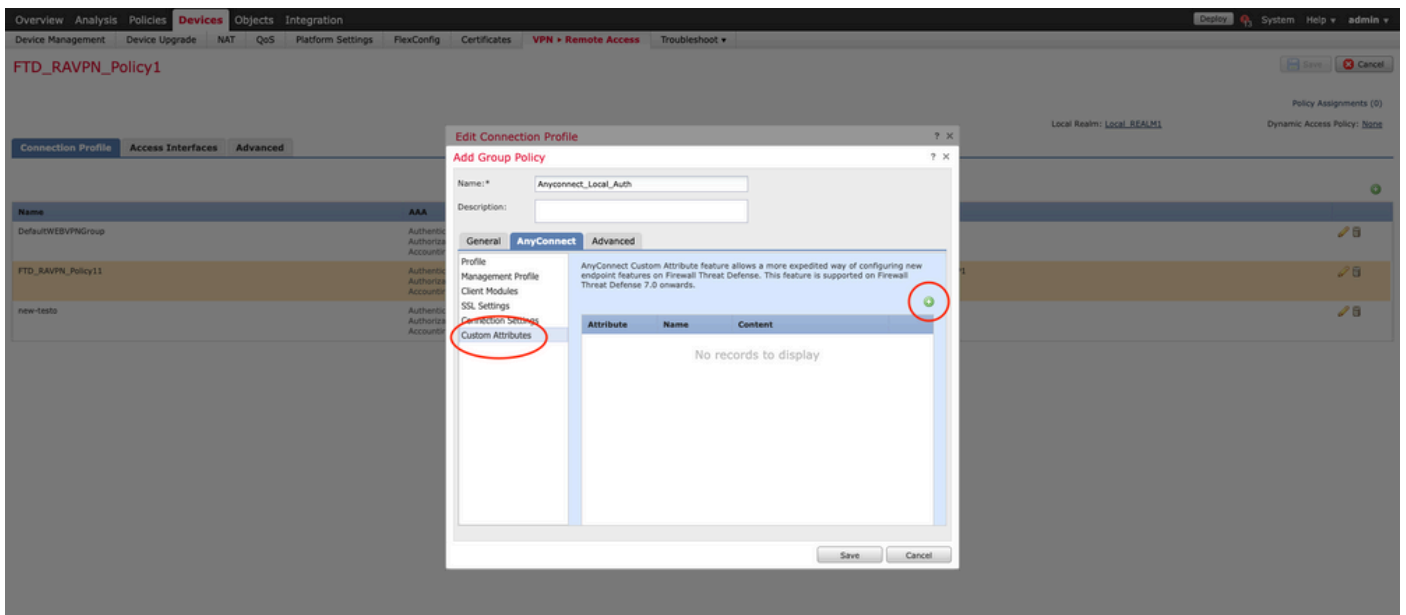 Overview Analysis Policies Devices Objects Integration Deploy System Help admin
Device Management Device Upgrade NAT QoS Platform Settings FlexConfig Certificates VPN ▸ Remote Access Troubleshoot
FTD_RAVPN_Policy1 Save Cancel
Policy Assignments (0)
Local Realm: Local_REALM1 Dynamic Access Policy: None
Connection Profile Access Interfaces Advanced
Edit Connection Profile ? X
Add Group Policy ? X
Name:* Anyconnect_Local_Auth
Description:
General AnyConnect Advanced
Name AAA
DefaultWEBVPNGroup
FTD_RAVPN_Policy11
new-testo
Profile
Management Profile
Client Modules
SSL Settings
Connection Settings
Custom Attributes
AnyConnect Custom Attribute feature allows a more expedited way of configuring new
endpoint features on Firewall Threat Defense. This feature is supported on Firewall
Threat Defense 7.0 onwards.
Attribute Name Content
No records to display
Save Cancel